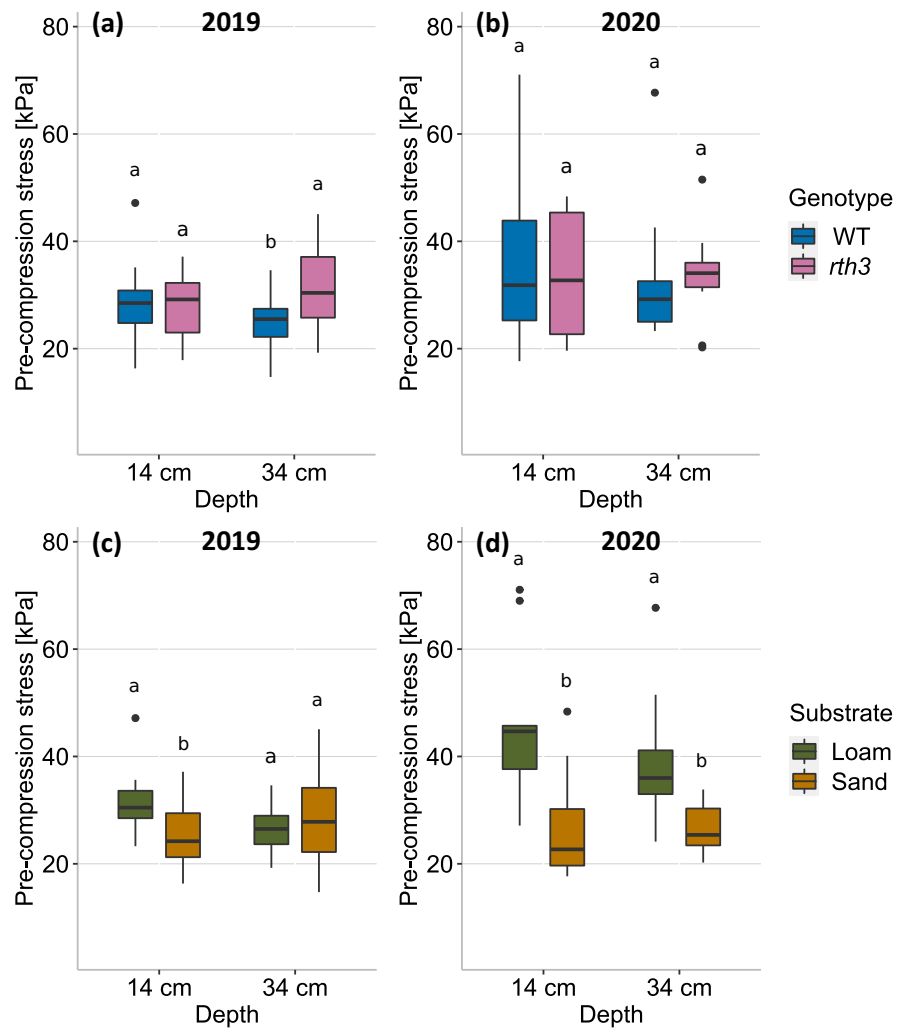 (a) 2019
(b) 2020
Pre-compression stress [kPa]
80
60
40
20
a
a
b
a
14 cm
34 cm
Depth
Pre-compression stress [kPa]
80
60
40
20
a
a
a
a
14 cm
34 cm
Depth
Genotype
WT
rth3
(c) 2019
(d) 2020
Pre-compression stress [kPa]
80
60
40
20
a
b
a
a
14 cm
34 cm
Depth
Pre-compression stress [kPa]
80
60
40
20
a
b
a
b
14 cm
34 cm
Depth
Substrate
Loam
Sand